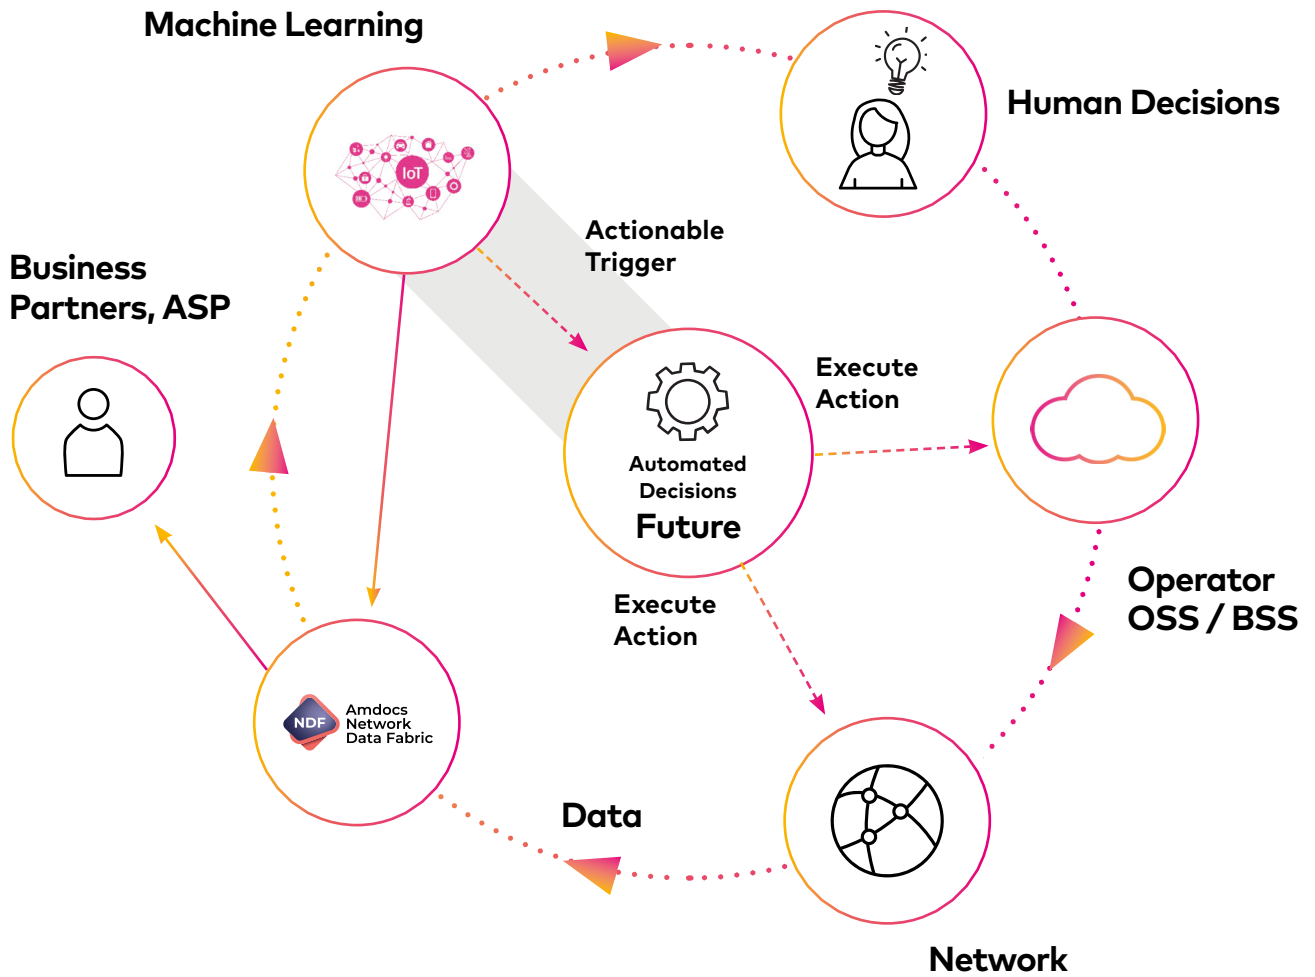 Machine Learning
Human Decisions
IoT
Actionable
Trigger
Business
Partners, ASP
Execute
Action
Automated
Decisions
Future
Execute
Action
Operator
OSS / BSS
NDF
Amdocs
Network
Data Fabric
Data
Network